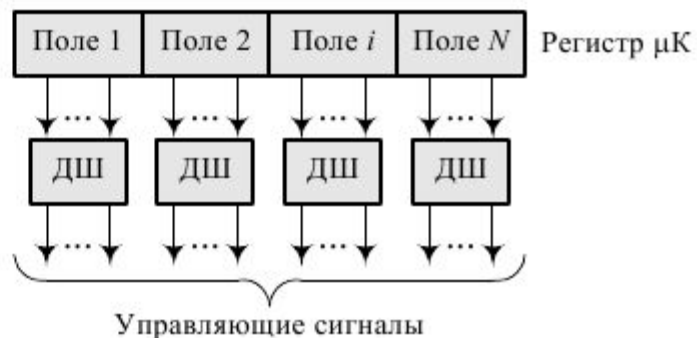 Поле 1 Поле 2 Поле i Поле N Регистр μК
... ... ... ...
ДШ ДШ ДШ ДШ
... ... ... ...
Управляющие сигналы